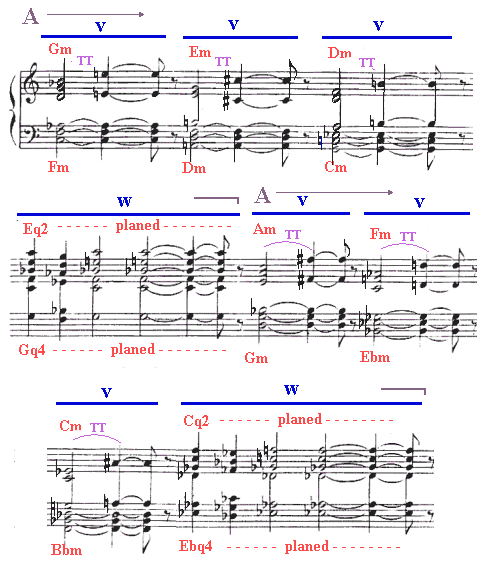 A
v v v
Gm Em Dm
TT TT TT
Fm Dm Cm
w A v v
Eq2 - - - - - - - planed - - - - - - Am Fm
TT TT
Gq4 - - - - - - planed - - - - - - Gm Ebm
v w
Cm Cq2 - - - - - - planed - - - - - - -
TT
Bbm Ebq4 - - - - - - planed - - - - - - -